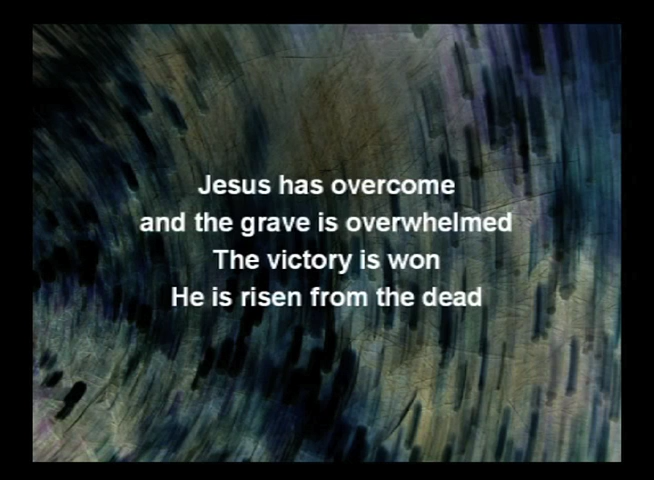 Jesus has overcome
and the grave is overwhelmed
The victory is won
He is risen from the dead